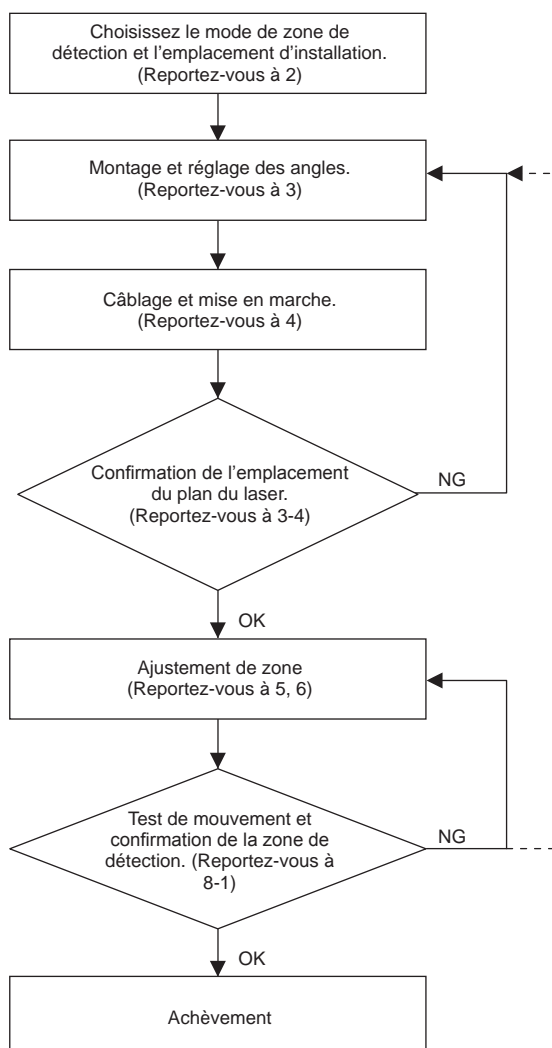 Choisissez le mode de zone de
détection et l’emplacement d’installation.
(Reportez-vous à 2)
Montage et réglage des angles.
(Reportez-vous à 3)
Câblage et mise en marche.
(Reportez-vous à 4)
Confirmation de l’emplacement
du plan du laser.
(Reportez-vous à 3-4)
NG
OK
Ajustement de zone
(Reportez-vous à 5, 6)
Test de mouvement et
confirmation de la zone de
détection. (Reportez-vous à
8-1)
NG
OK
Achèvement